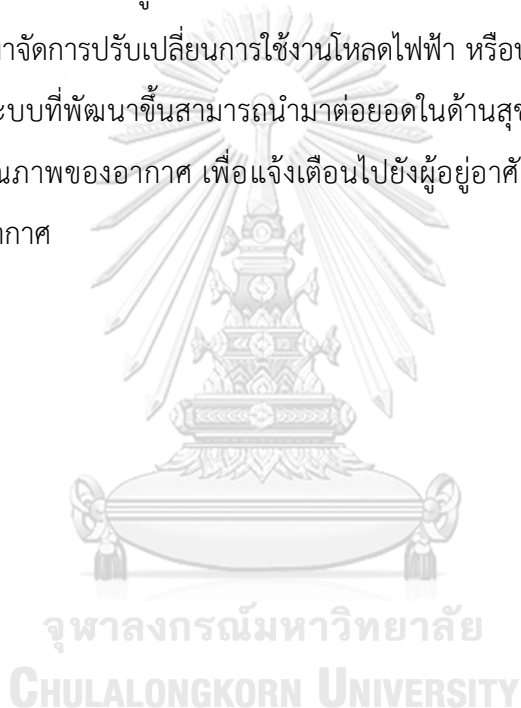 าจัดการปรับเปลี่ยนการใช้งานโหลดไฟฟ้า หรือ
ะบบที่พัฒนาขึ้นสามารถนำมาต่อยอดในด้านสุข
ณภาพของอากาศ เพื่อแจ้งเตือนไปยังผู้อยู่อาศั
ากาศ
จุฬาลงกรณ์มหาวิทยาลัย
CHULALONGKORN UNIVERSITY